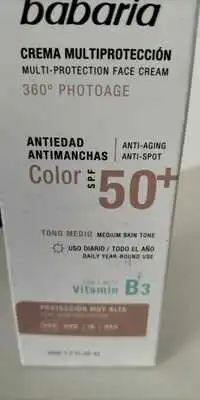 babaria
CREMA MULTIPROTECCIÓN
MULTI-PROTECTION FACE CREAM
360º PHOTOAGE
ANTIEDAD
ANTIMANCHAS
ANTI-AGING
ANTI-SPOT
Color SPF 50+
TONO MEDIO MEDIUM SKIN TONE
USO DIARIO / TODO EL AÑO
DAILY YEAR-ROUND USE
Vitamin B3
PROTECCIÓN MUY ALTA